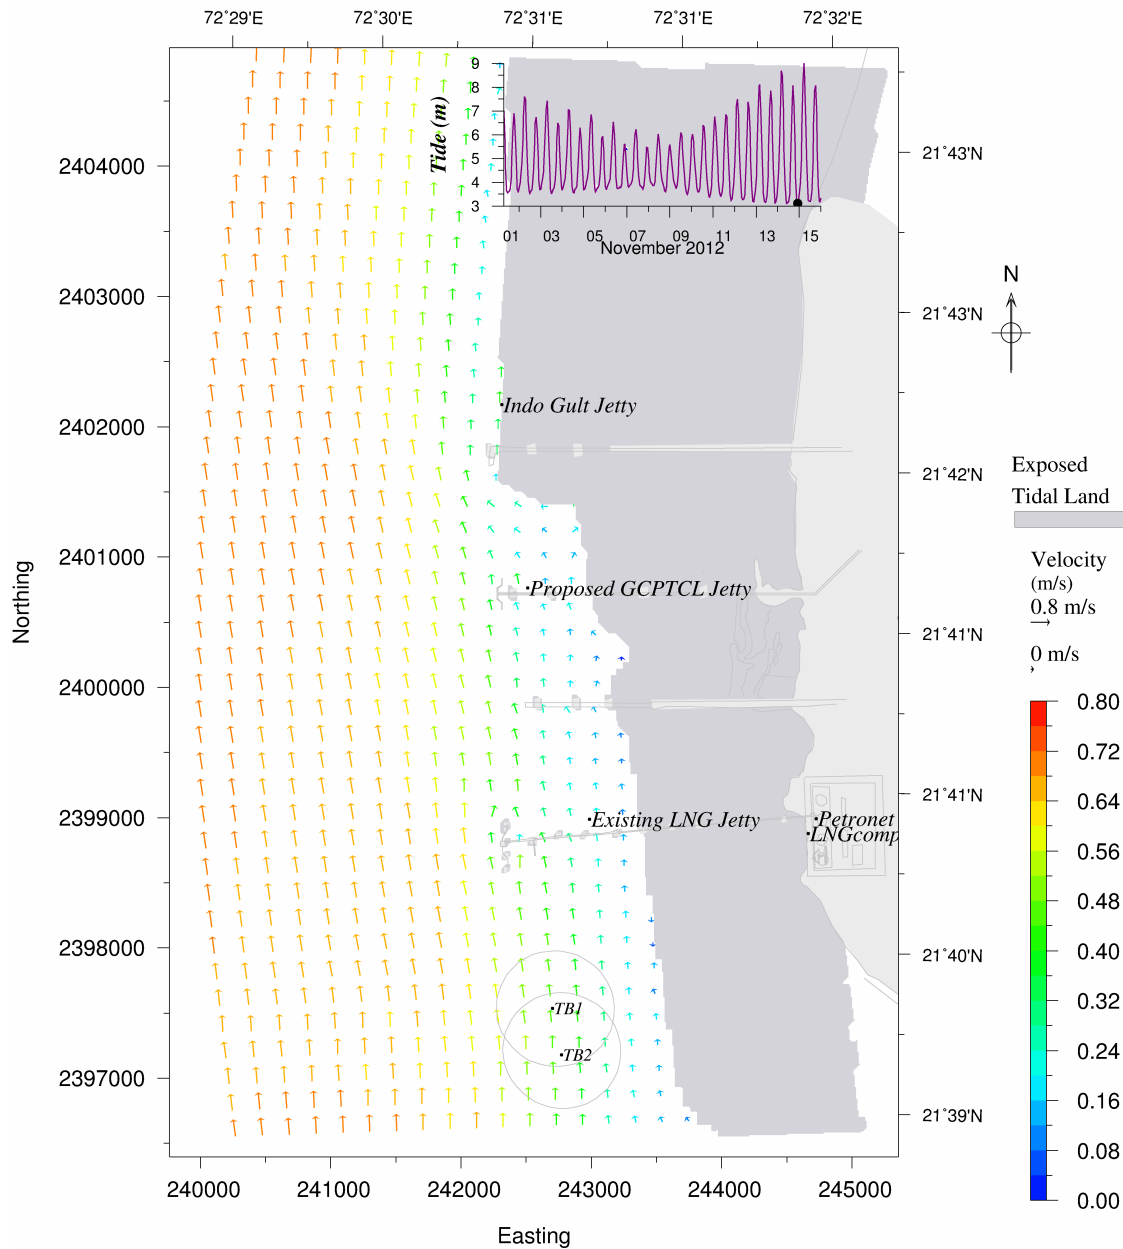 72°29'E 72°30'E 72°31'E 72°31'E 72°32'E
9
8
7
6
5
4
3
Tide (m)
01 03 05 07 09 11 13 15
November 2012
2404000
2403000
2402000
2401000
2400000
2399000
2398000
2397000
Northing
21°43'N
21°43'N
21°42'N
21°41'N
21°41'N
21°40'N
21°39'N
Indo Gult Jetty
Proposed GCPTCL Jetty
Existing LNG Jetty
Petronet
LNGcomp
TB1
TB2
240000 241000 242000 243000 244000 245000
Easting
N
Exposed
Tidal Land
Velocity
(m/s)
0.8 m/s
0 m/s
0.80
0.72
0.64
0.56
0.48
0.40
0.32
0.24
0.16
0.08
0.00